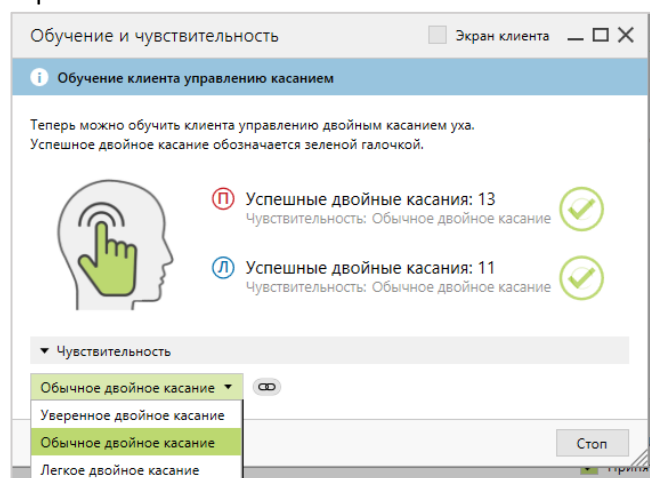 Обучение и чувствительность
Экран клиента
Обучение клиента управлению касанием
Теперь можно обучить клиента управлению двойным касанием уха.
Успешное двойное касание обозначается зеленой галочкой.
П Успешные двойные касания: 13
Чувствительность: Обычное двойное касание
Л Успешные двойные касания: 11
Чувствительность: Обычное двойное касание
Чувствительность
Обычное двойное касание
Уверенное двойное касание
Обычное двойное касание
Легкое двойное касание
Стоп